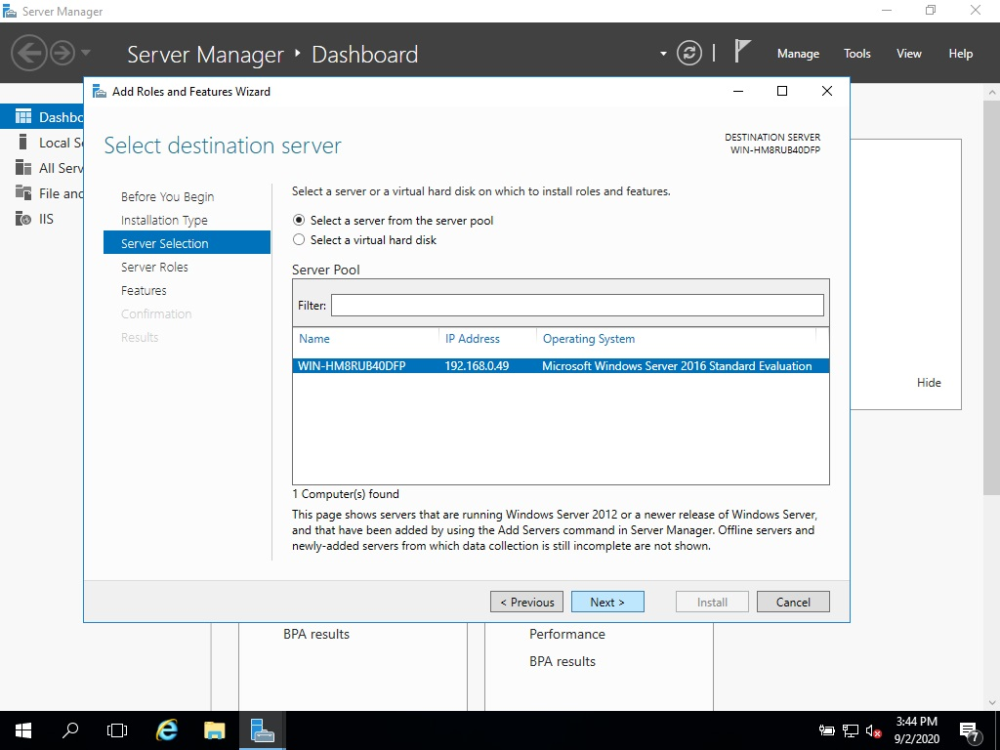 Server Manager
Server Manager ‣ Dashboard
Manage
Tools
View
Help
Dashbo
Local Se
All Serv
File and
IIS
Add Roles and Features Wizard
Select destination server
DESTINATION SERVER
WIN-HM8RUB40DFP
Before You Begin
Installation Type
Server Selection
Server Roles
Features
Confirmation
Results
Select a server or a virtual hard disk on which to install roles and features.
Select a server from the server pool
Select a virtual hard disk
Server Pool
Filter:
Name IP Address Operating System
WIN-HM8RUB40DFP 192.168.0.49 Microsoft Windows Server 2016 Standard Evaluation
1 Computer(s) found
This page shows servers that are running Windows Server 2012 or a newer release of Windows Server,
and that have been added by using the Add Servers command in Server Manager. Offline servers and
newly-added servers from which data collection is still incomplete are not shown.
< Previous
Next >
Install
Cancel
Hide
BPA results
Performance
BPA results
3:44 PM
9/2/2020
7